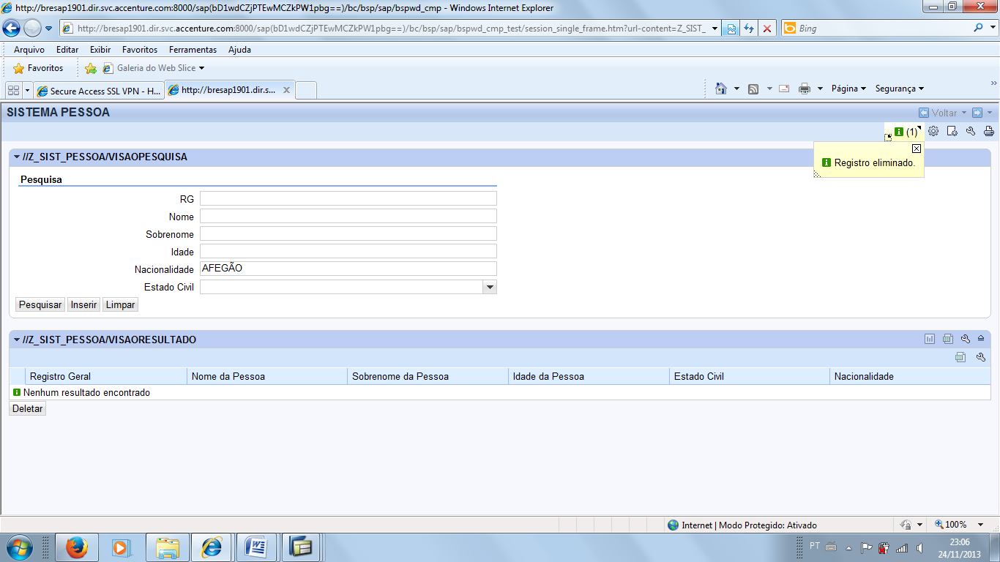 http://bresap1901.dir.svc.accenture.com:8000/sap(bD1wdCZjPTEwMCZkPW1pbg==)/bc/bsp/sap/bspwd_cmp - Windows Internet Explorer
http://bresap1901.dir.svc.accenture.com:8000/sap(bD1wdCZjPTEwMCZkPW1pbg==)/bc/bsp/sap/bspwd_cmp_test/session_single_frame.htm?url-content=Z_SIST_
Bing
Arquivo Editar Exibir Favoritos Ferramentas Ajuda
Favoritos Galeria do Web Slice
Secure Access SSL VPN - H... http://bresap1901.dir.s... Página Segurança »
SISTEMA PESSOA Voltar
(1)
//Z_SIST_PESSOA/VISAOPESQUISA
Registro eliminado.
Pesquisa
RG
Nome
Sobrenome
Idade
Nacionalidade AFEGÃO
Estado Civil
Pesquisar Inserir Limpar
//Z_SIST_PESSOA/VISAORESULTADO
Registro Geral Nome da Pessoa Sobrenome da Pessoa Idade da Pessoa Estado Civil Nacionalidade
Nenhum resultado encontrado
Deletar
Internet | Modo Protegido: Ativado 100%
PT 23:06
24/11/2013